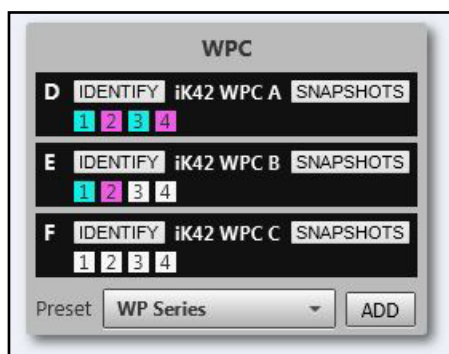 WPC
D IDENTIFY iK42 WPC A SNAPSHOTS
1 2 3 4
E IDENTIFY iK42 WPC B SNAPSHOTS
1 2 3 4
F IDENTIFY iK42 WPC C SNAPSHOTS
1 2 3 4
Preset WP Series ADD